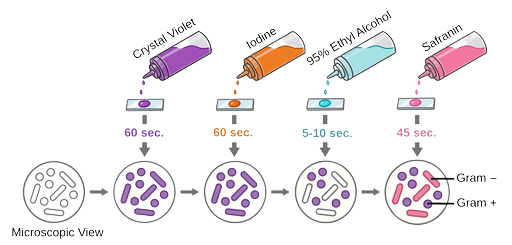 Crystal Violet
Iodine
95% Ethyl Alcohol
Safranin
60 sec.
60 sec.
5-10 sec.
45 sec.
Gram −
Gram +
Microscopic View